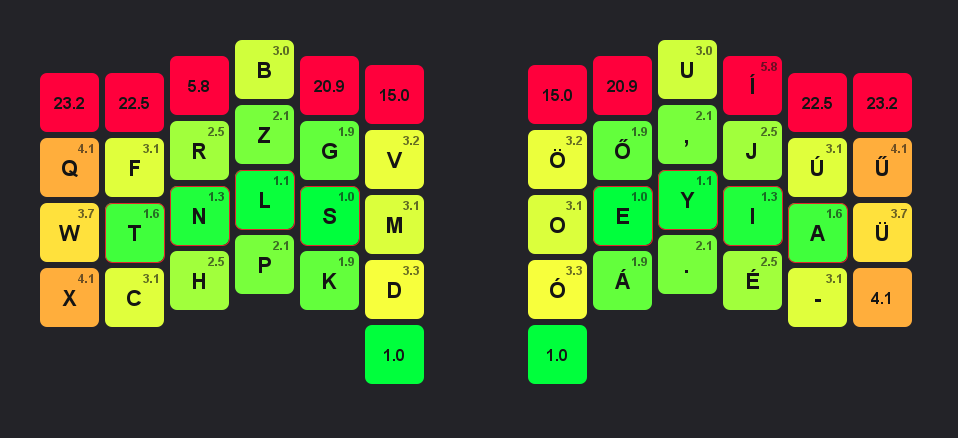 23.2 22.5 5.8 B 3.0 20.9 15.0 15.0 20.9 U 3.0 Í 5.8 22.5 23.2
Q 4.1 F 3.1 R 2.5 Z 2.1 G 1.9 V 3.2 Ö 3.2 Ő 1.9 , 2.1 J 2.5 Ú 3.1 Ű 4.1
W 3.7 T 1.6 N 1.3 L 1.1 S 1.0 M 3.1 O 3.1 E 1.0 Y 1.1 I 1.3 A 1.6 Ü 3.7
X 4.1 C 3.1 H 2.5 P 2.1 K 1.9 D 3.3 Ó 3.3 Á 1.9 . 2.1 É 2.5 - 3.1 4.1
1.0 1.0